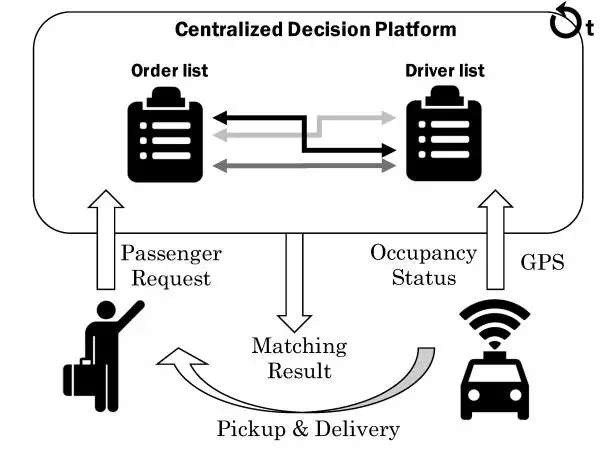 Centralized Decision Platform
t
Order list
Driver list
Passenger
Request
Occupancy
Status
GPS
Matching
Result
Pickup & Delivery